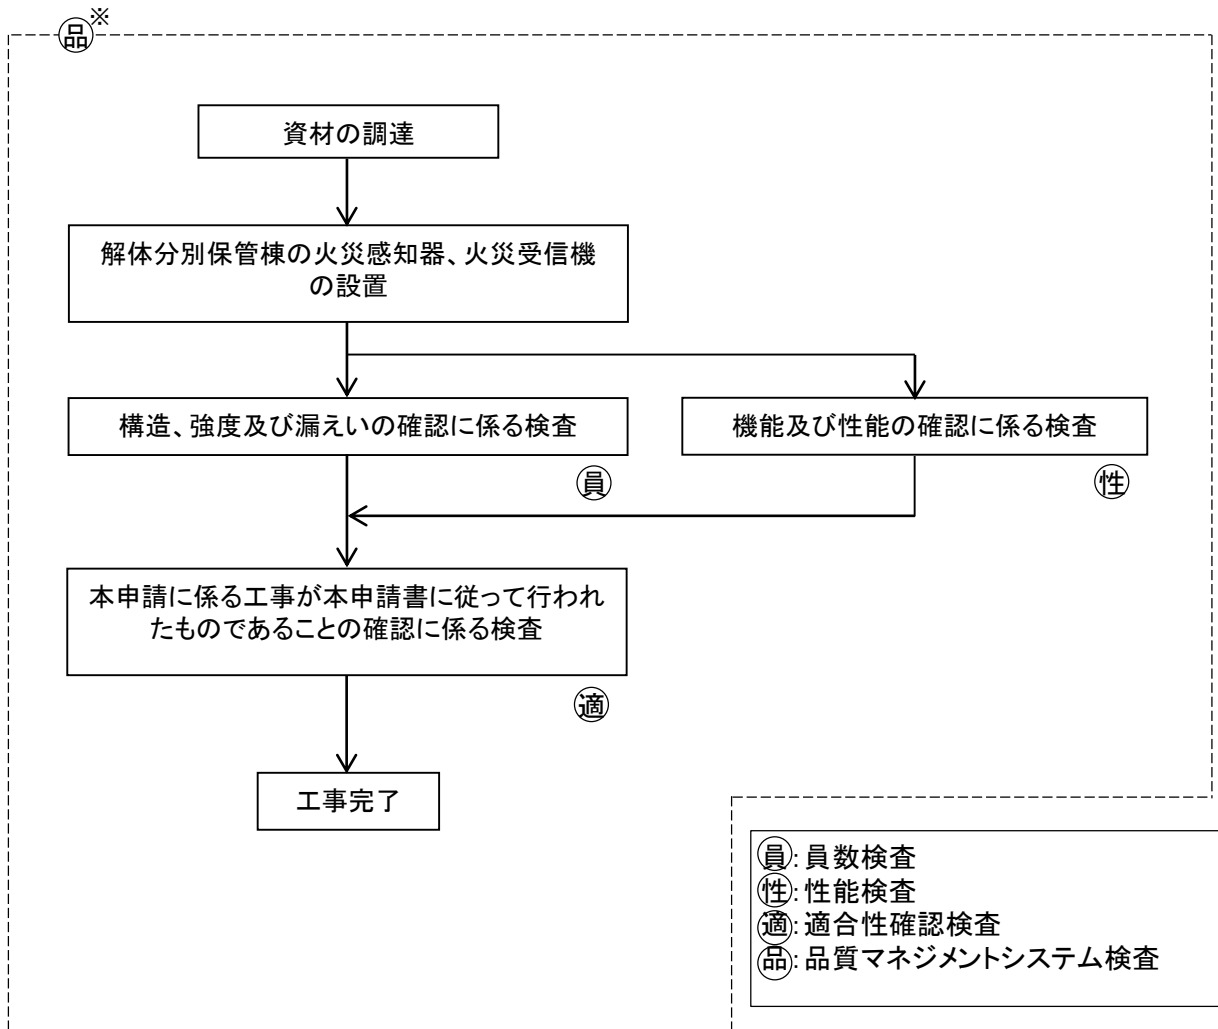 ㊫※
資材の調達
解体分別保管棟の火災感知器、火災受信機
の設置
構造、強度及び漏えいの確認に係る検査
機能及び性能の確認に係る検査
員
性
本申請に係る工事が本申請書に従って行われ
たものであることの確認に係る検査
適
工事完了
員:員数検査
性:性能検査
適:適合性確認検査
品:品質マネジメントシステム検査